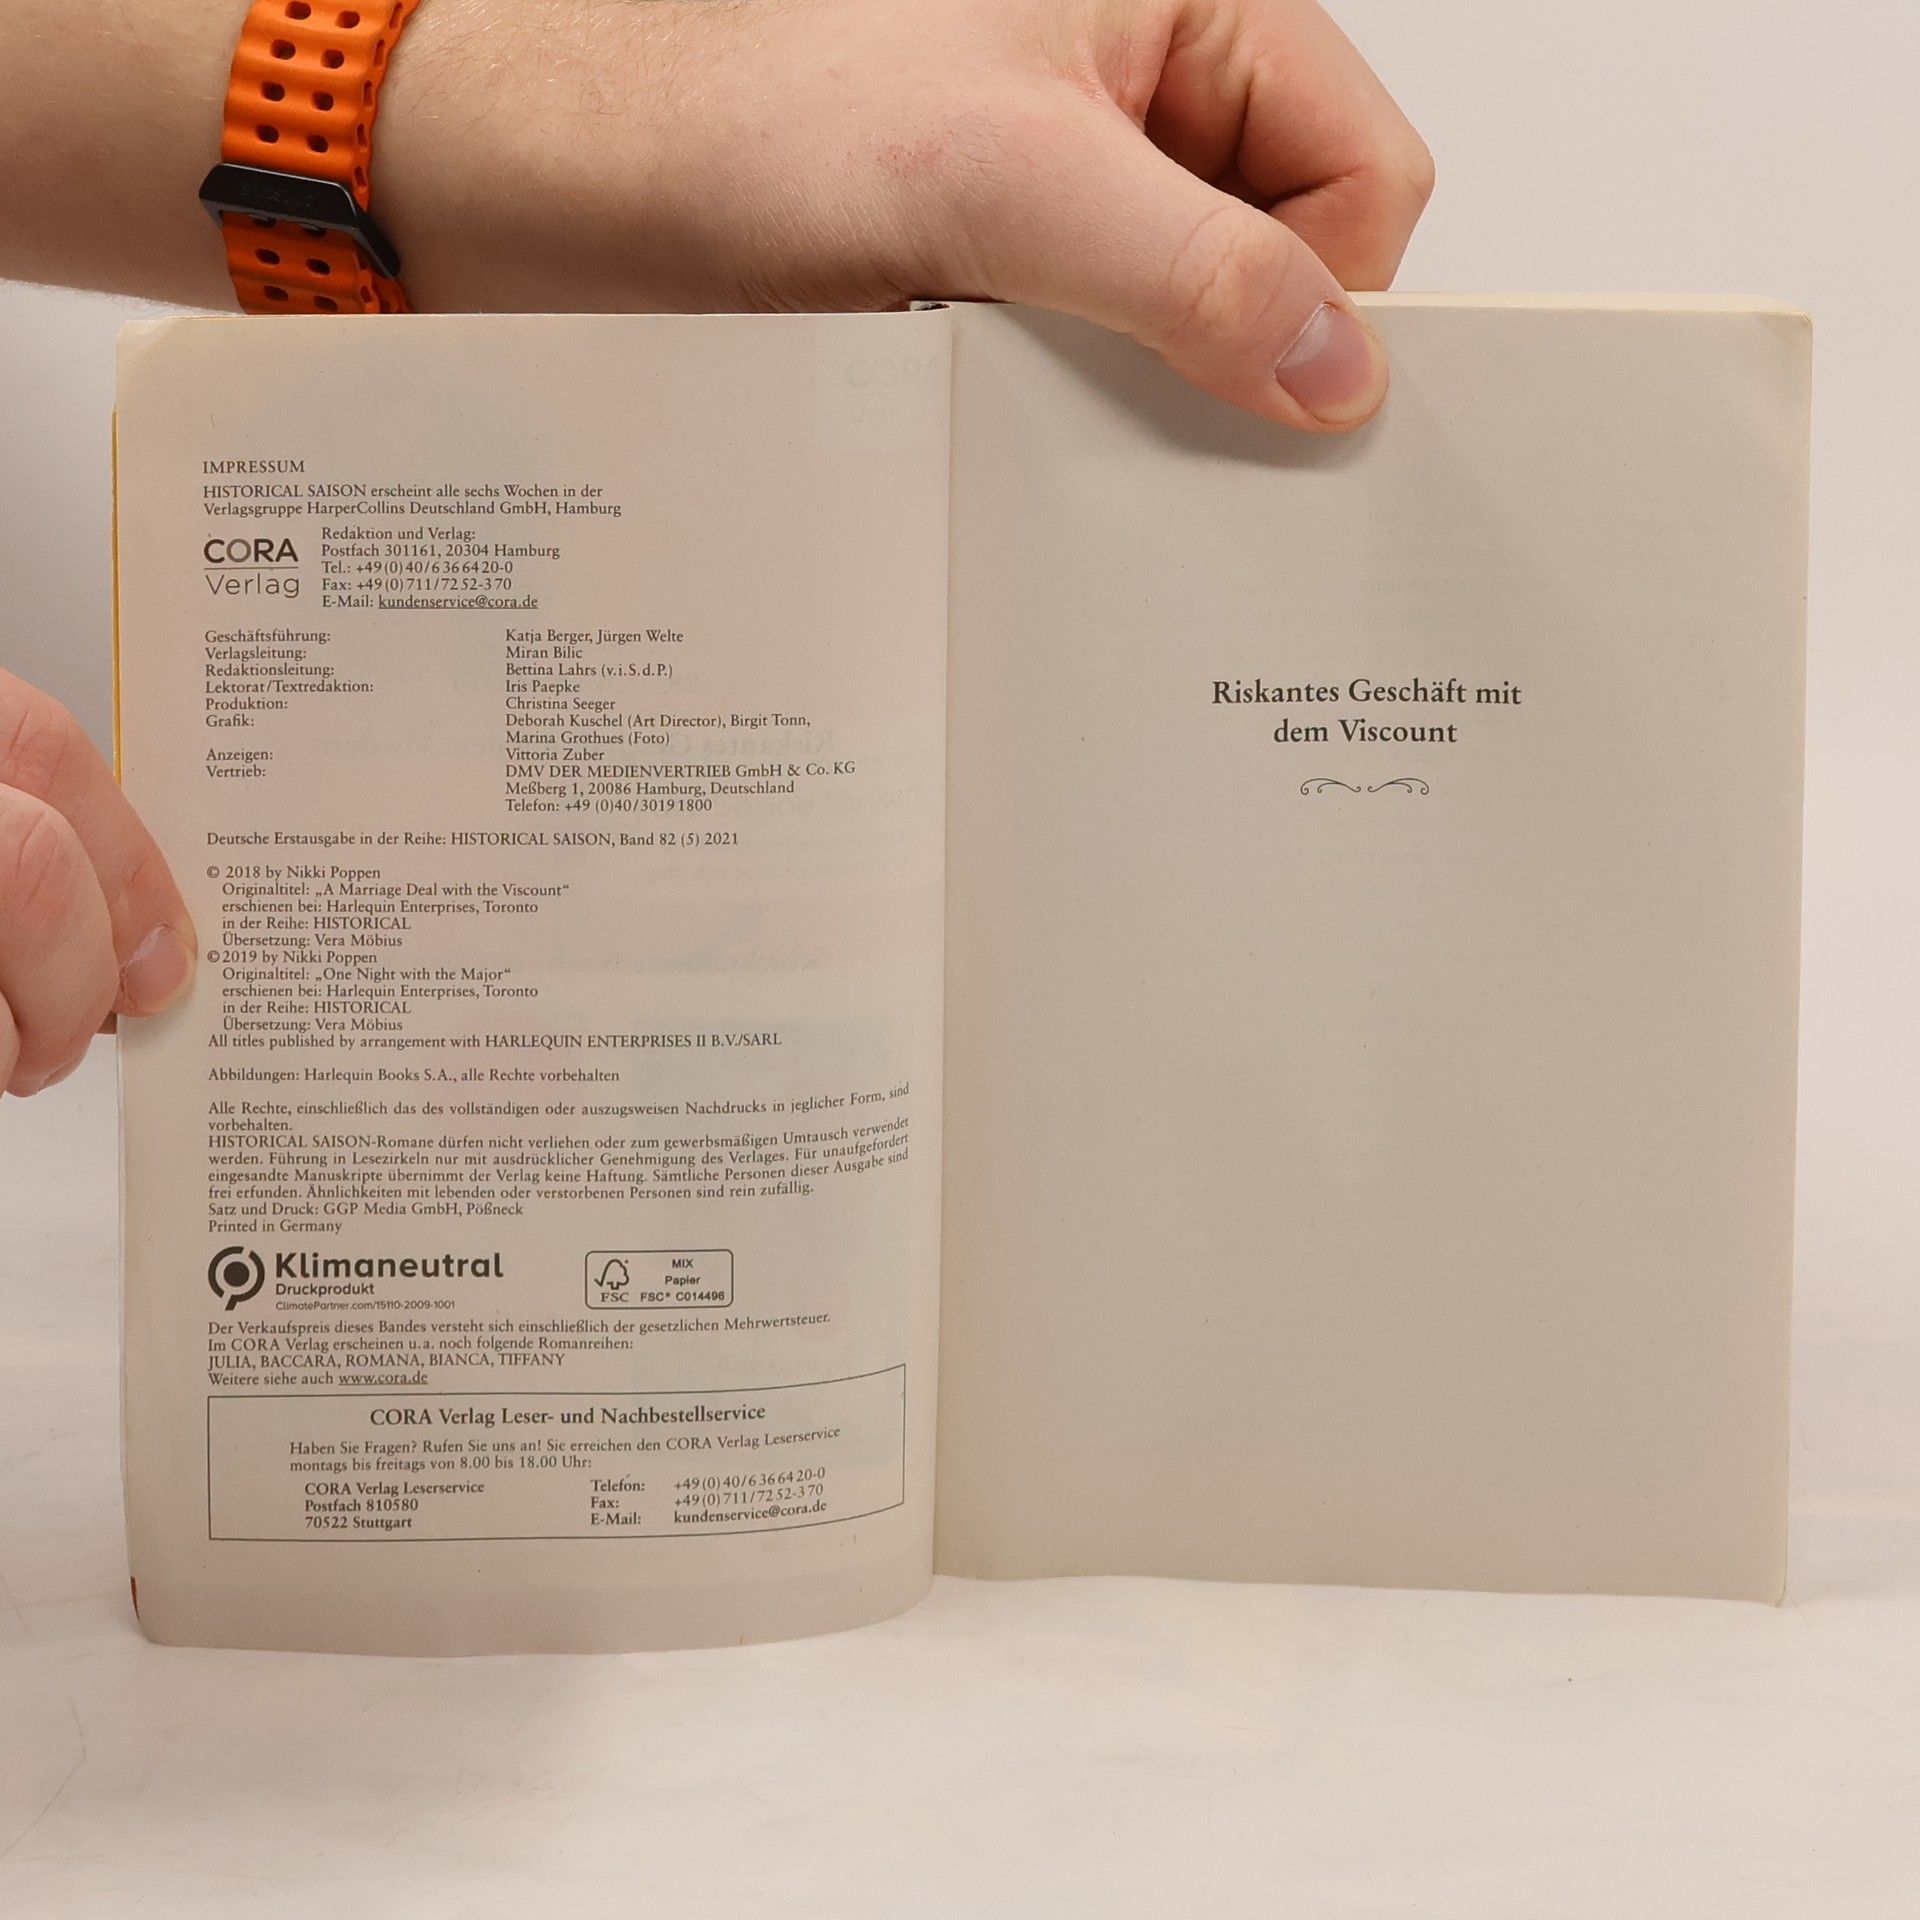 IMPRESSUM
HISTORICAL SAISON erscheint alle sechs Wochen in der
Verlagsgruppe HarperCollins Deutschland GmbH, Hamburg
CORA
Verlag
Redaktion und Verlag:
Postfach 301161, 20304 Hamburg
Tel.: +49(0)40/6366420-0
Fax: +49(0)711/7252-370
E-Mail: kundenservice@cora.de
Geschäftsführung: Katja Berger, Jürgen Welte
Verlagsleitung: Miran Bilic
Redaktionsleitung: Bettina Lahrs (v.i.S.d.P.)
Lektorat/Textredaktion: Iris Paepke
Produktion: Christina Seeger
Grafik: Deborah Kuschel (Art Director), Birgit Tonn,
Marina Grothues (Foto)
Anzeigen: Vittoria Zuber
Vertrieb: DMV DER MEDIENVERTRIEB GmbH & Co. KG
Meßberg 1, 20086 Hamburg, Deutschland
Telefon: +49 (0)40/30191800
Deutsche Erstausgabe in der Reihe: HISTORICAL SAISON, Band 82 (5) 2021
© 2018 by Nikki Poppen
Originaltitel: „A Marriage Deal with the Viscount“
erschienen bei: Harlequin Enterprises, Toronto
in der Reihe: HISTORICAL
Übersetzung: Vera Möbius
©2019 by Nikki Poppen
Originaltitel: „One Night with the Major“
erschienen bei: Harlequin Enterprises, Toronto
in der Reihe: HISTORICAL
Übersetzung: Vera Möbius
All titles published by arrangement with HARLEQUIN ENTERPRISES II B.V./SARL
Abbildungen: Harlequin Books S.A., alle Rechte vorbehalten
Alle Rechte, einschließlich das des vollständigen oder auszugsweisen Nachdrucks in jeglicher Form, sind
vorbehalten.
HISTORICAL SAISON-Romane dürfen nicht verliehen oder zum gewerbsmäßigen Umtausch verwendet
werden. Führung in Lesezirkeln nur mit ausdrücklicher Genehmigung des Verlages. Für unaufgefordert
eingesandte Manuskripte übernimmt der Verlag keine Haftung. Sämtliche Personen dieser Ausgabe sind
frei erfunden. Ähnlichkeiten mit lebenden oder verstorbenen Personen sind rein zufällig.
Satz und Druck: GGP Media GmbH, Pößneck
Printed in Germany
Klimaneutral
Druckprodukt
ClimatePartner.com/15110-2009-1001
FSC
MIX
Papier
FSC® C014496
Der Verkaufspreis dieses Bandes versteht sich einschließlich der gesetzlichen Mehrwertsteuer.
Im CORA Verlag erscheinen u.a. noch folgende Romanreihen:
JULIA, BACCARA, ROMANA, BIANCA, TIFFANY
Weitere siehe auch www.cora.de
CORA Verlag Leser- und Nachbestellservice
Haben Sie Fragen? Rufen Sie uns an! Sie erreichen den CORA Verlag Leserservice
montags bis freitags von 8.00 bis 18.00 Uhr:
CORA Verlag Leserservice
Postfach 810580
70522 Stuttgart
Telefon: +49(0)40/6366420-0
Fax: +49(0)711/7252-370
E-Mail: kundenservice@cora.de
Riskantes Geschäft mit
dem Viscount